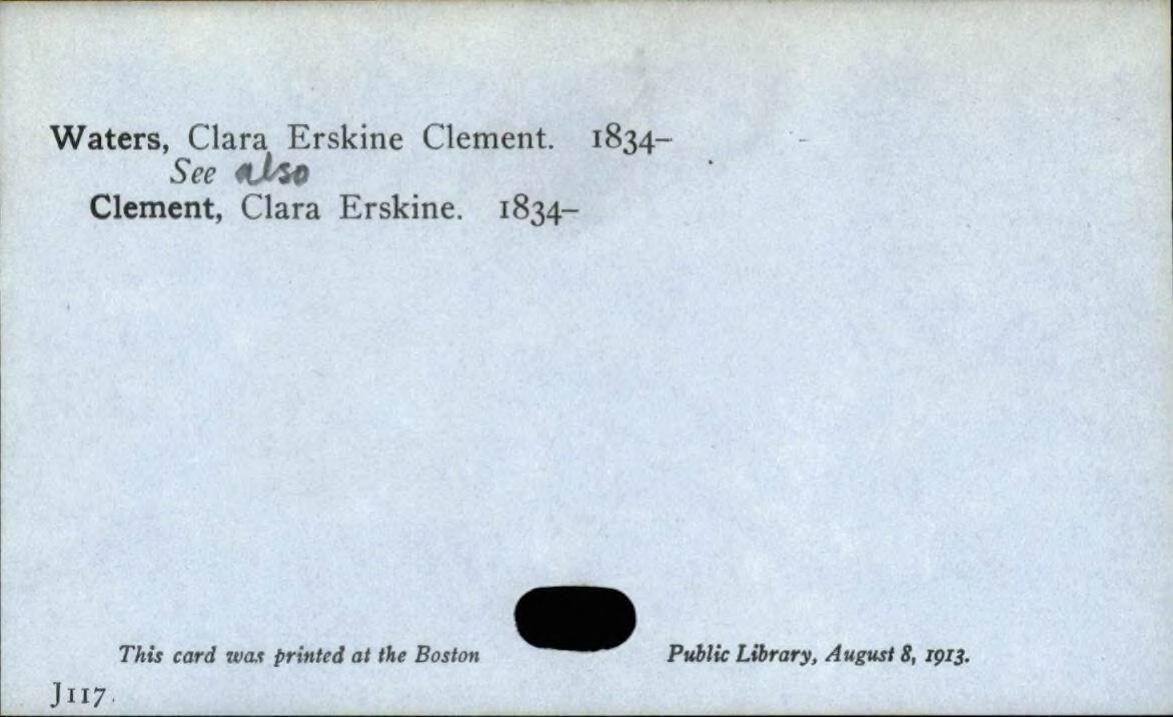 Waters, Clara Erskine Clement. 1834–
See also
Clement, Clara Erskine. 1834–
This card was printed at the Boston Public Library, August 8, 1913.
J117.